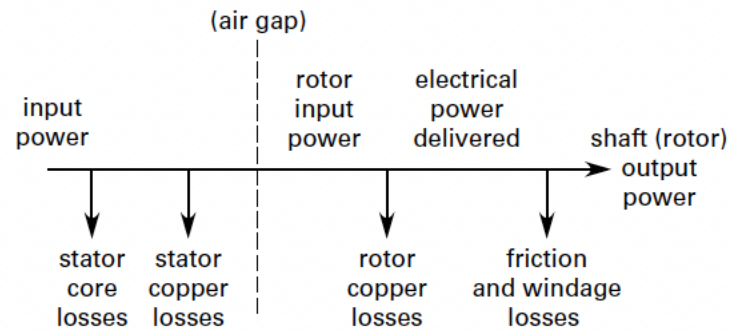 (air gap)
input
power
rotor
input
power
electrical
power
delivered
shaft (rotor)
output
power
stator
core
losses
stator
copper
losses
rotor
copper
losses
friction
and windage
losses